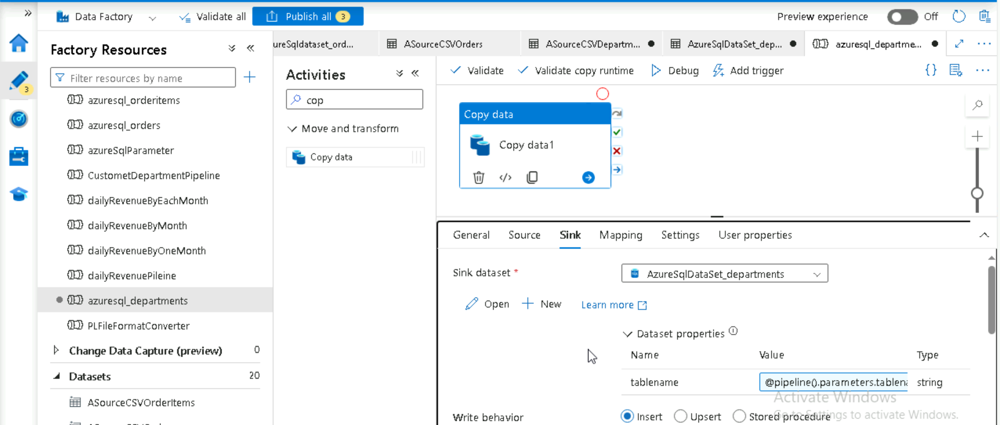 Data Factory
Validate all
Publish all 3
Preview experience
Off
3
Factory Resources
Filter resources by name
azuresql_orderitems
azuresql_orders
azureSqlParameter
CustometDepartmentPipeline
dailyRevenueByEachMonth
dailyRevenueByMonth
dailyRevenueByOneMonth
dailyRevenuePileine
azuresql_departments
PLFileFormatConverter
Change Data Capture (preview) 0
Datasets 20
ASourceCSVOrderItems
ureSqldataset_ord...
ASourceCSVOrders
ASourceCSVDepartm...
AzureSqlDataSet_dep...
azuresql_departme...
Activities
cop
Move and transform
Copy data
Validate
Validate copy runtime
Debug
Add trigger
Copy data
Copy data1
General
Source
Sink
Mapping
Settings
User properties
Sink dataset *
AzureSqlDataSet_departments
Open
New
Learn more
Dataset properties
Name Value Type
tablename @pipeline().parameters.tablena string
Write behavior
Insert Upsert Stored procedure
Activate Windows
Go to Settings to activate Windows.